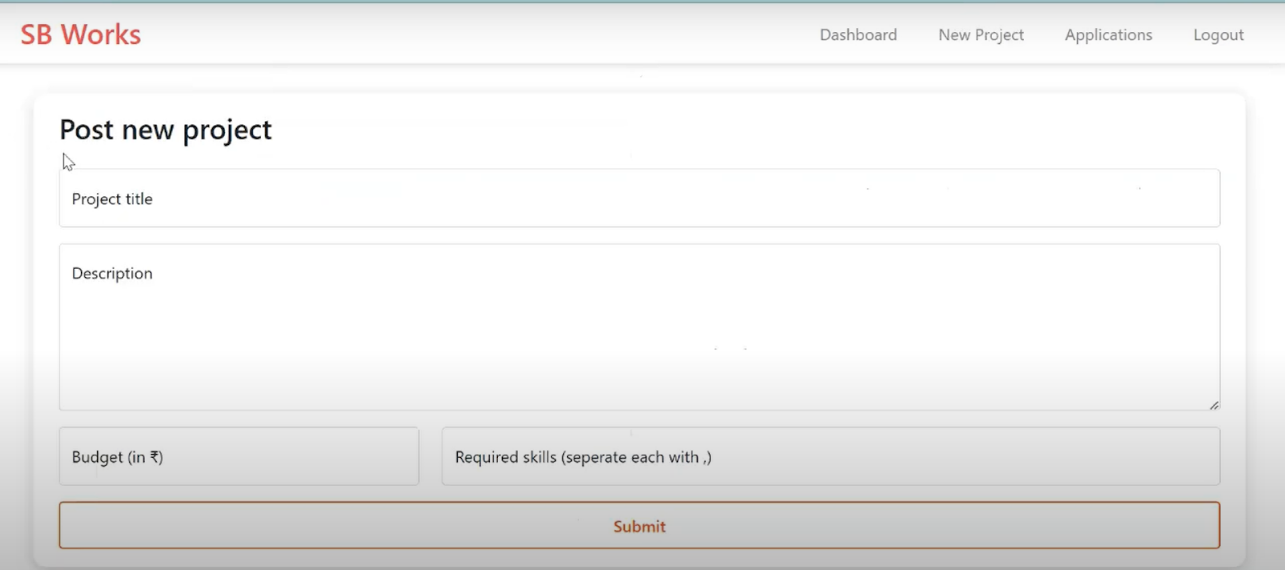 SB Works Dashboard New Project Applications Logout
Post new project
Project title
Description
Budget (in ₹) Required skills (seperate each with ,)
Submit